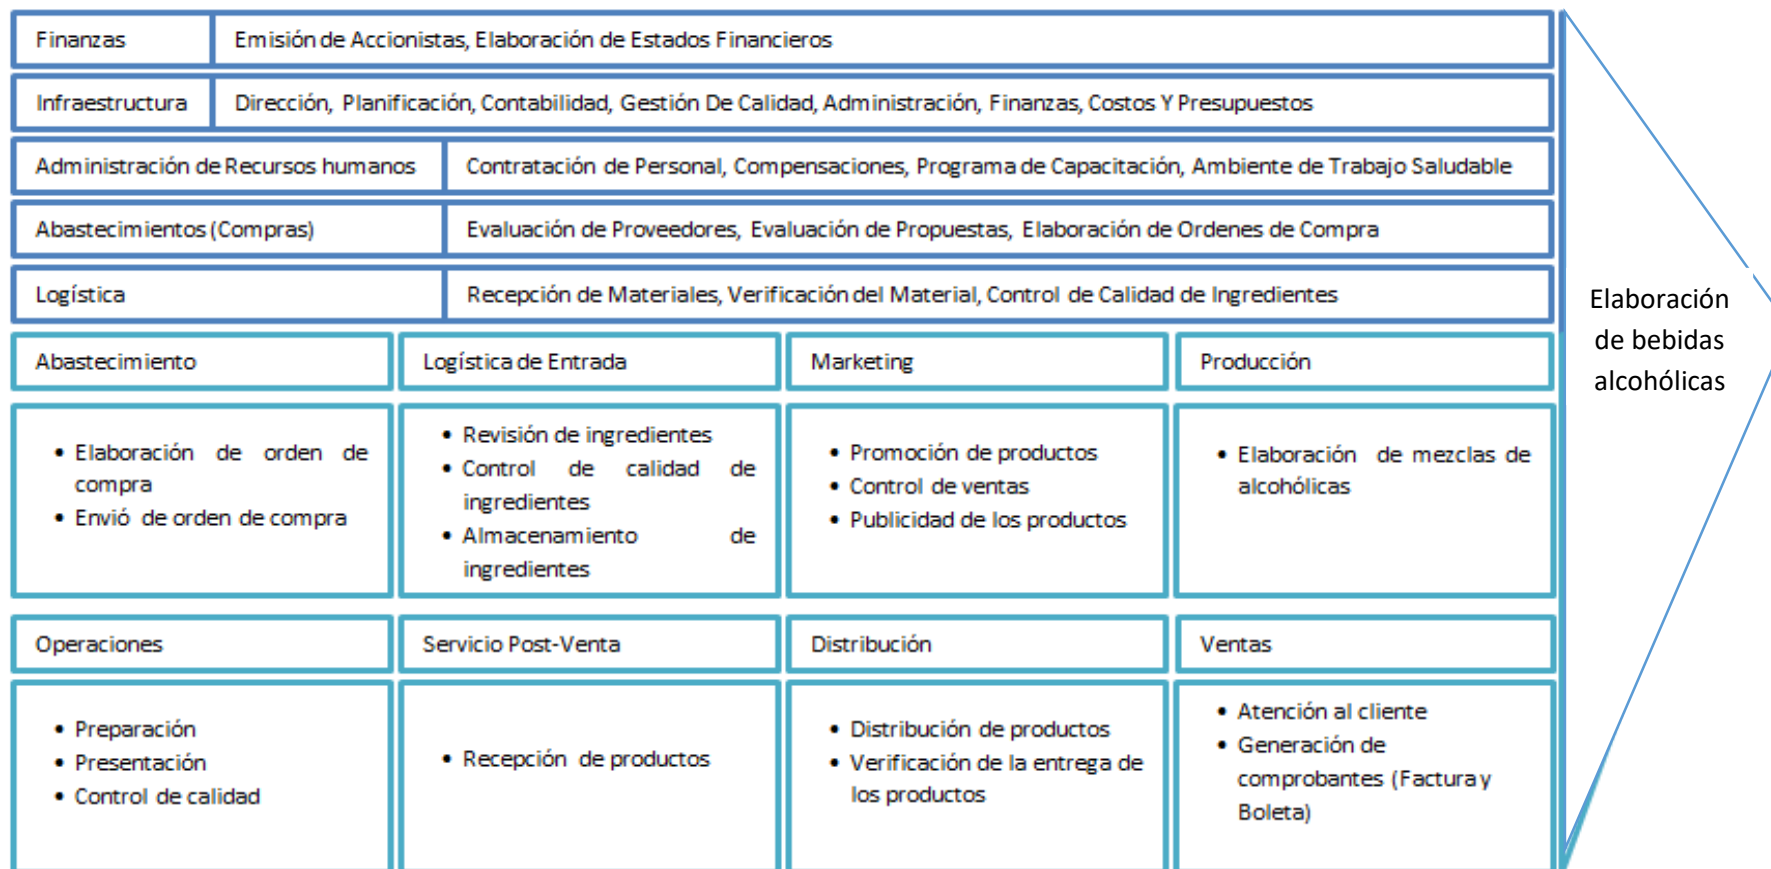 Finanzas
Emisión de Accionistas, Elaboración de Estados Financieros
Infraestructura
Dirección, Planificación, Contabilidad, Gestión De Calidad, Administración, Finanzas, Costos Y Presupuestos
Administración de Recursos humanos
Contratación de Personal, Compensaciones, Programa de Capacitación, Ambiente de Trabajo Saludable
Abastecimientos (Compras)
Evaluación de Proveedores, Evaluación de Propuestas, Elaboración de Ordenes de Compra
Logística
Recepción de Materiales, Verificación del Material, Control de Calidad de Ingredientes
Abastecimiento
• Elaboración de orden de
compra
• Envió de orden de compra
Logística de Entrada
• Revisión de ingredientes
• Control de calidad de
ingredientes
• Almacenamiento de
ingredientes
Marketing
• Promoción de productos
• Control de ventas
• Publicidad de los productos
Producción
• Elaboración de mezclas de
alcohólicas
Operaciones
• Preparación
• Presentación
• Control de calidad
Servicio Post-Venta
• Recepción de productos
Distribución
• Distribución de productos
• Verificación de la entrega de
los productos
Ventas
• Atención al cliente
• Generación de
comprobantes (Factura y
Boleta)
Elaboración
de bebidas
alcohólicas